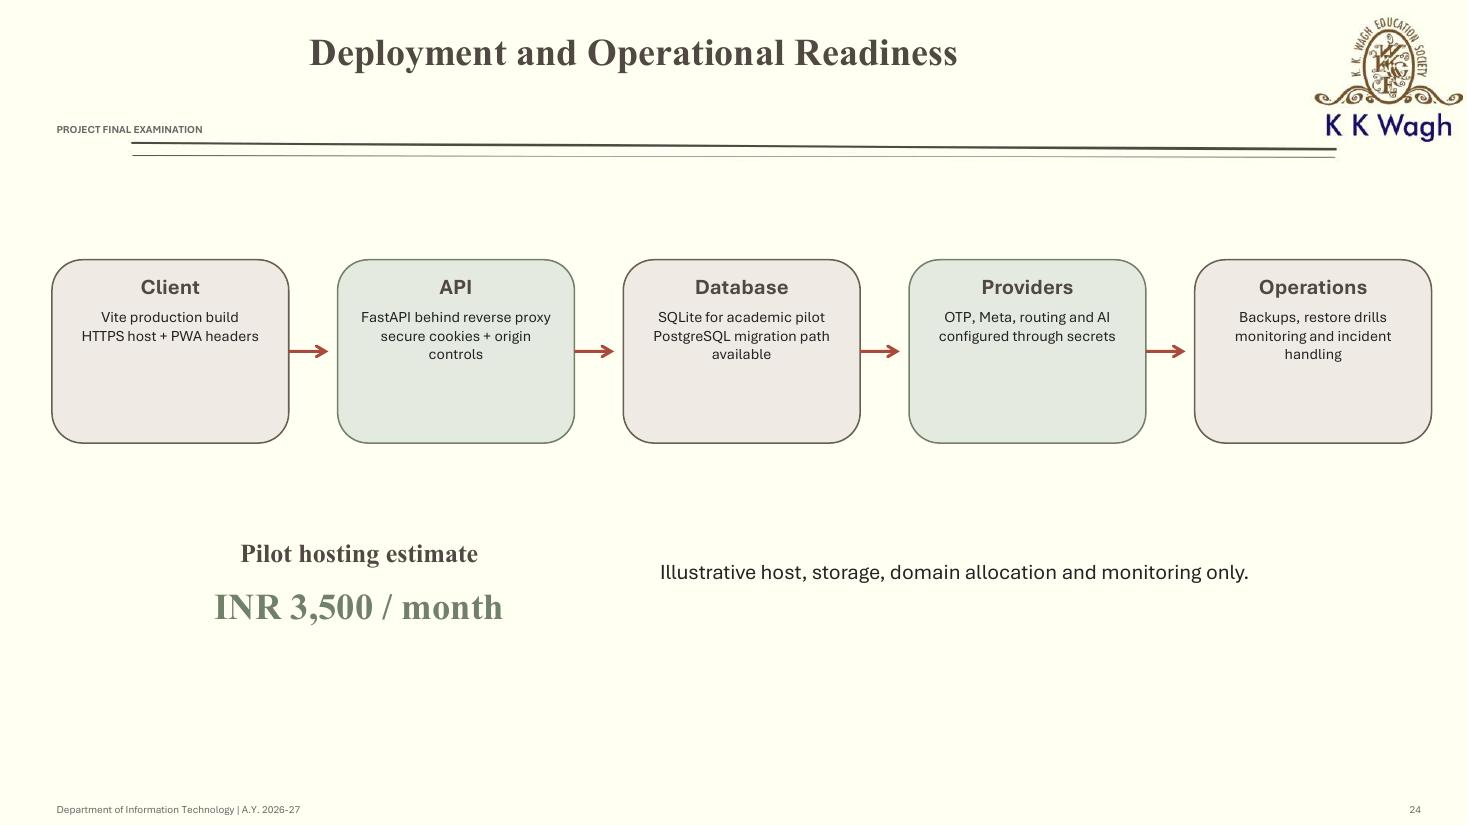 Deployment and Operational Readiness
K. K. WAGH EDUCATION SOCIETY
K K Wagh
PROJECT FINAL EXAMINATION
Client
Vite production build
HTTPS host + PWA headers
API
FastAPI behind reverse proxy
secure cookies + origin
controls
Database
SQLite for academic pilot
PostgreSQL migration path
available
Providers
OTP, Meta, routing and AI
configured through secrets
Operations
Backups, restore drills
monitoring and incident
handling
Pilot hosting estimate
INR 3,500 / month
Illustrative host, storage, domain allocation and monitoring only.
Department of Information Technology | A.Y. 2026-27
24